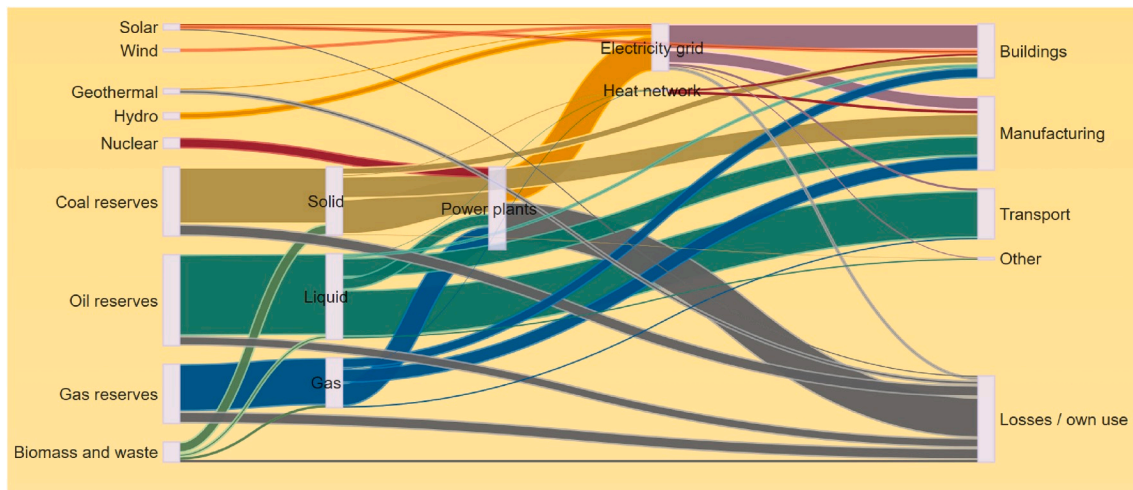 Solar
Wind
Geothermal
Hydro
Nuclear
Coal reserves
Oil reserves
Gas reserves
Biomass and waste
Solid
Liquid
Gas
Power plants
Electricity grid
Heat network
Buildings
Manufacturing
Transport
Other
Losses / own use